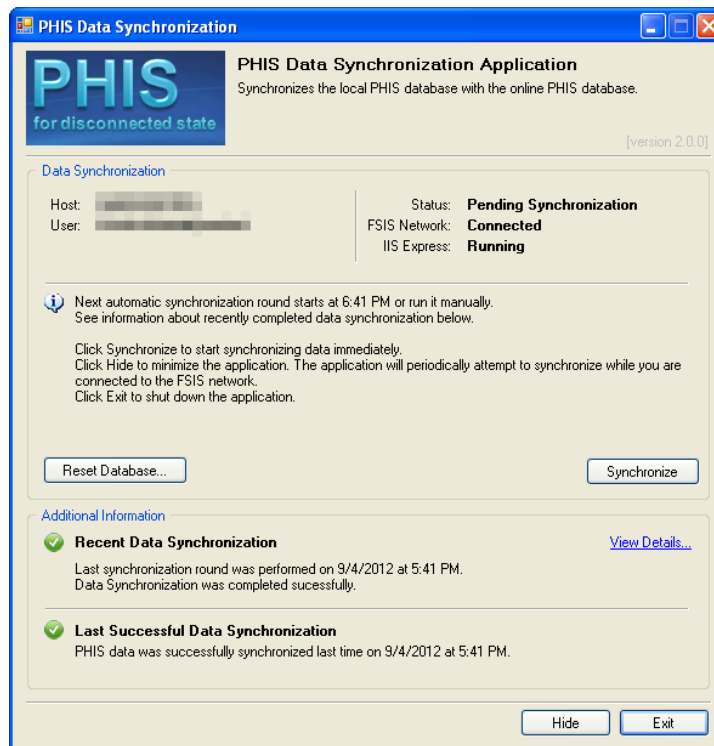 PHIS Data Synchronization
PHIS
for disconnected state
PHIS Data Synchronization Application
Synchronizes the local PHIS database with the online PHIS database.
[version 2.0.0]
Data Synchronization
Host:
User:
Status: Pending Synchronization
FSIS Network: Connected
IIS Express: Running
Next automatic synchronization round starts at 6:41 PM or run it manually.
See information about recently completed data synchronization below.
Click Synchronize to start synchronizing data immediately.
Click Hide to minimize the application. The application will periodically attempt to synchronize while you are
connected to the FSIS network.
Click Exit to shut down the application.
Reset Database...
Synchronize
Additional Information
Recent Data Synchronization
View Details...
Last synchronization round was performed on 9/4/2012 at 5:41 PM.
Data Synchronization was completed sucessfully.
Last Successful Data Synchronization
PHIS data was successfully synchronized last time on 9/4/2012 at 5:41 PM.
Hide
Exit